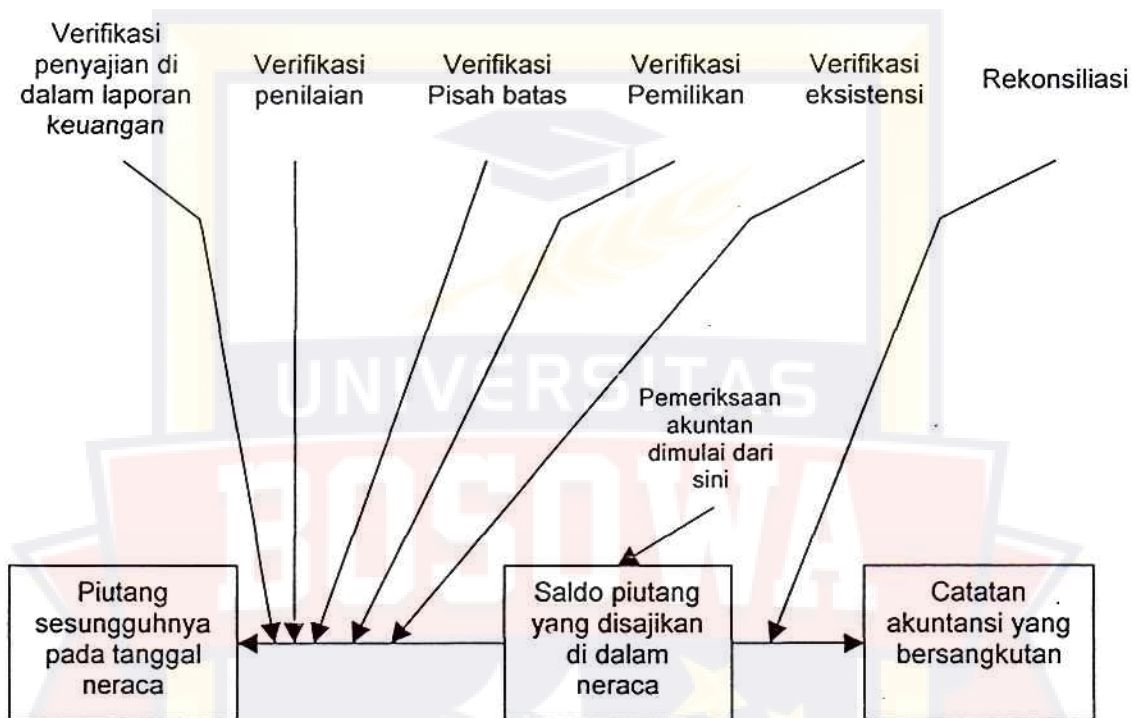 Verifikasi
penyajian di
dalam laporan
keuangan
Verifikasi
penilaian
Verifikasi
Pisah batas
Verifikasi
Pemilikan
Verifikasi
eksistensi
Rekonsiliasi
UNIVERSITAS
BOSOWA
Pemeriksaan
akuntan
dimulai dari
sini
Piutang
sesungguhnya
pada tanggal
neraca
Saldo piutang
yang disajikan
di dalam
neraca
Catatan
akuntansi yang
bersangkutan